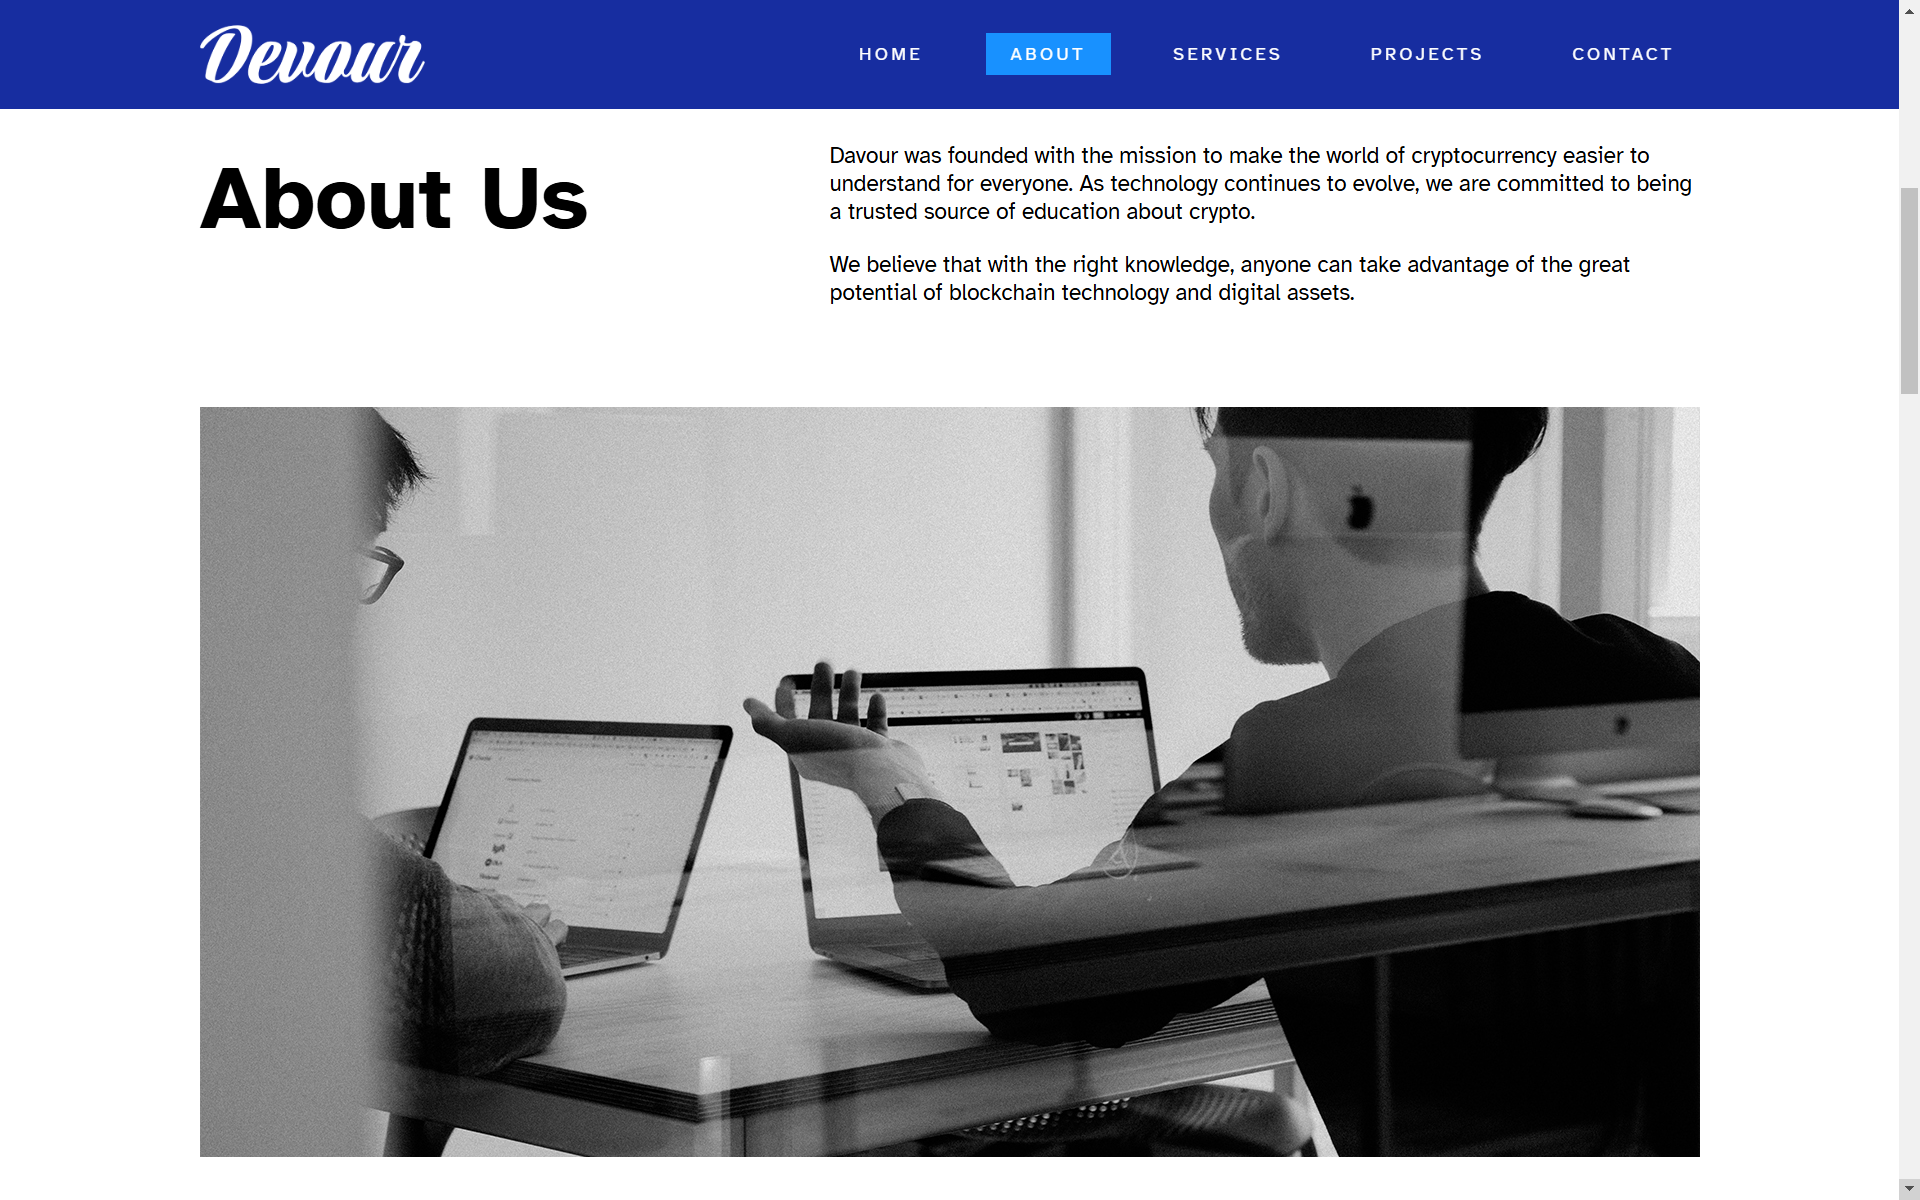 Devour
HOME
ABOUT
SERVICES
PROJECTS
CONTACT
About Us
Davour was founded with the mission to make the world of cryptocurrency easier to
understand for everyone. As technology continues to evolve, we are committed to being
a trusted source of education about crypto.
We believe that with the right knowledge, anyone can take advantage of the great
potential of blockchain technology and digital assets.